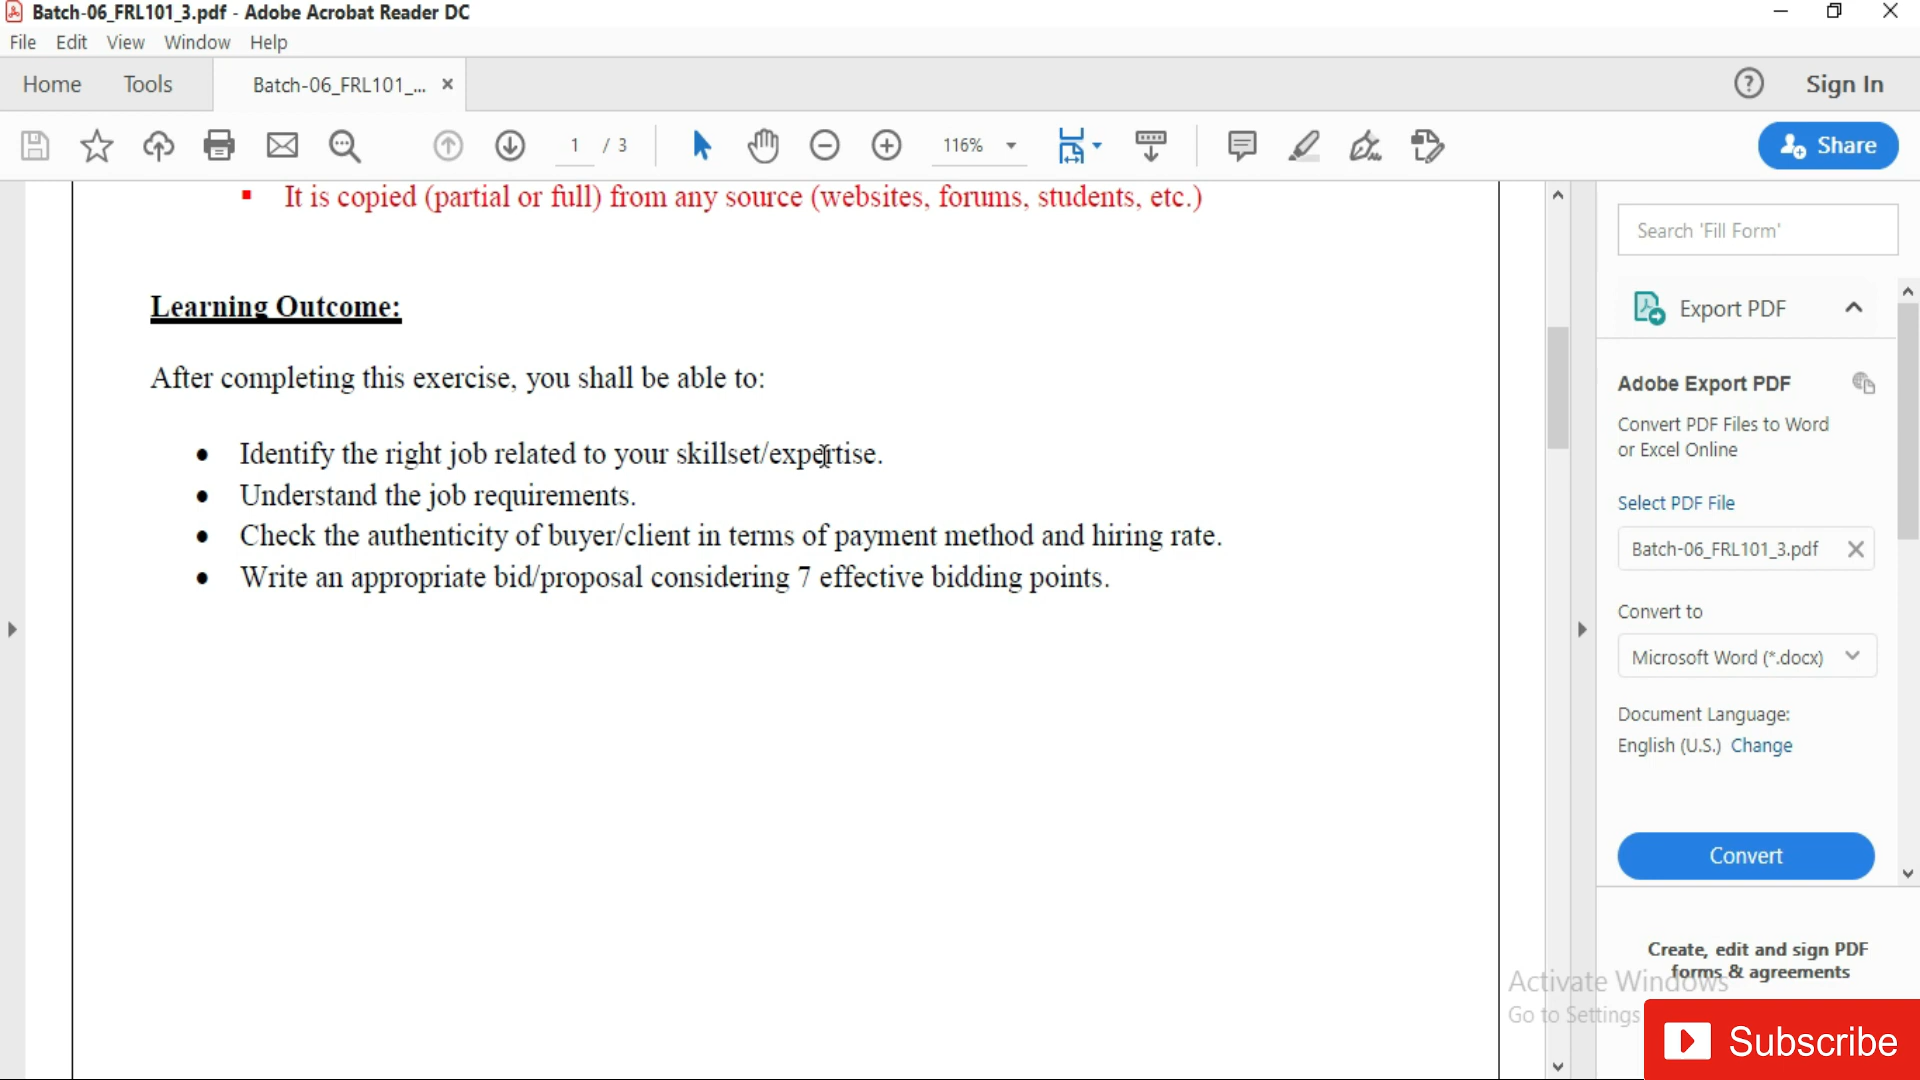 Batch-06_FRL101_3.pdf - Adobe Acrobat Reader DC
File Edit View Window Help
Home Tools Batch-06_FRL101_... × Sign In
1 / 3 116% Share
▪ It is copied (partial or full) from any source (websites, forums, students, etc.)
Learning Outcome:
After completing this exercise, you shall be able to:
• Identify the right job related to your skillset/expertise.
• Understand the job requirements.
• Check the authenticity of buyer/client in terms of payment method and hiring rate.
• Write an appropriate bid/proposal considering 7 effective bidding points.
Search 'Fill Form'
Export PDF
Adobe Export PDF
Convert PDF Files to Word
or Excel Online
Select PDF File
Batch-06_FRL101_3.pdf
Convert to
Microsoft Word (*.docx)
Document Language:
English (U.S.) Change
Convert
Create, edit and sign PDF
forms & agreements
Activate Windows
Go to Settings
Subscribe